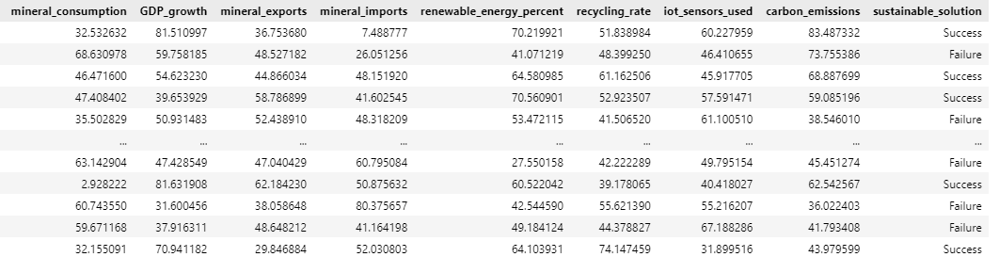 mineral_consumption GDP_growth mineral_exports mineral_imports renewable_energy_percent recycling_rate iot_sensors_used carbon_emissions sustainable_solution
32.532632 81.510997 36.753680 7.488777 70.219921 51.838984 60.227959 83.487332 Success
68.630978 59.758185 48.527182 26.051256 41.071219 48.399250 46.410655 73.755386 Failure
46.471600 54.623230 44.866034 48.151920 64.580985 61.162506 45.917705 68.887699 Success
47.408402 39.653929 58.786899 41.602545 70.560901 52.923507 57.591471 59.085196 Success
35.502829 50.931483 52.438910 48.318209 53.472115 41.506520 61.100510 38.546010 Failure
... ... ... ... ... ... ... ... ...
63.142904 47.428549 47.040429 60.795084 27.550158 42.222289 49.795154 45.451274 Failure
2.928222 81.631908 62.184230 50.875632 60.522042 39.178065 40.418027 62.542567 Success
60.743550 31.600456 38.058648 80.375657 42.544590 55.621390 55.216207 36.022403 Failure
59.671168 37.916311 48.648212 41.164198 49.184124 44.378827 67.188286 41.793408 Failure
32.155091 70.941182 29.846884 52.030803 64.103931 74.147459 31.899516 43.979599 Success